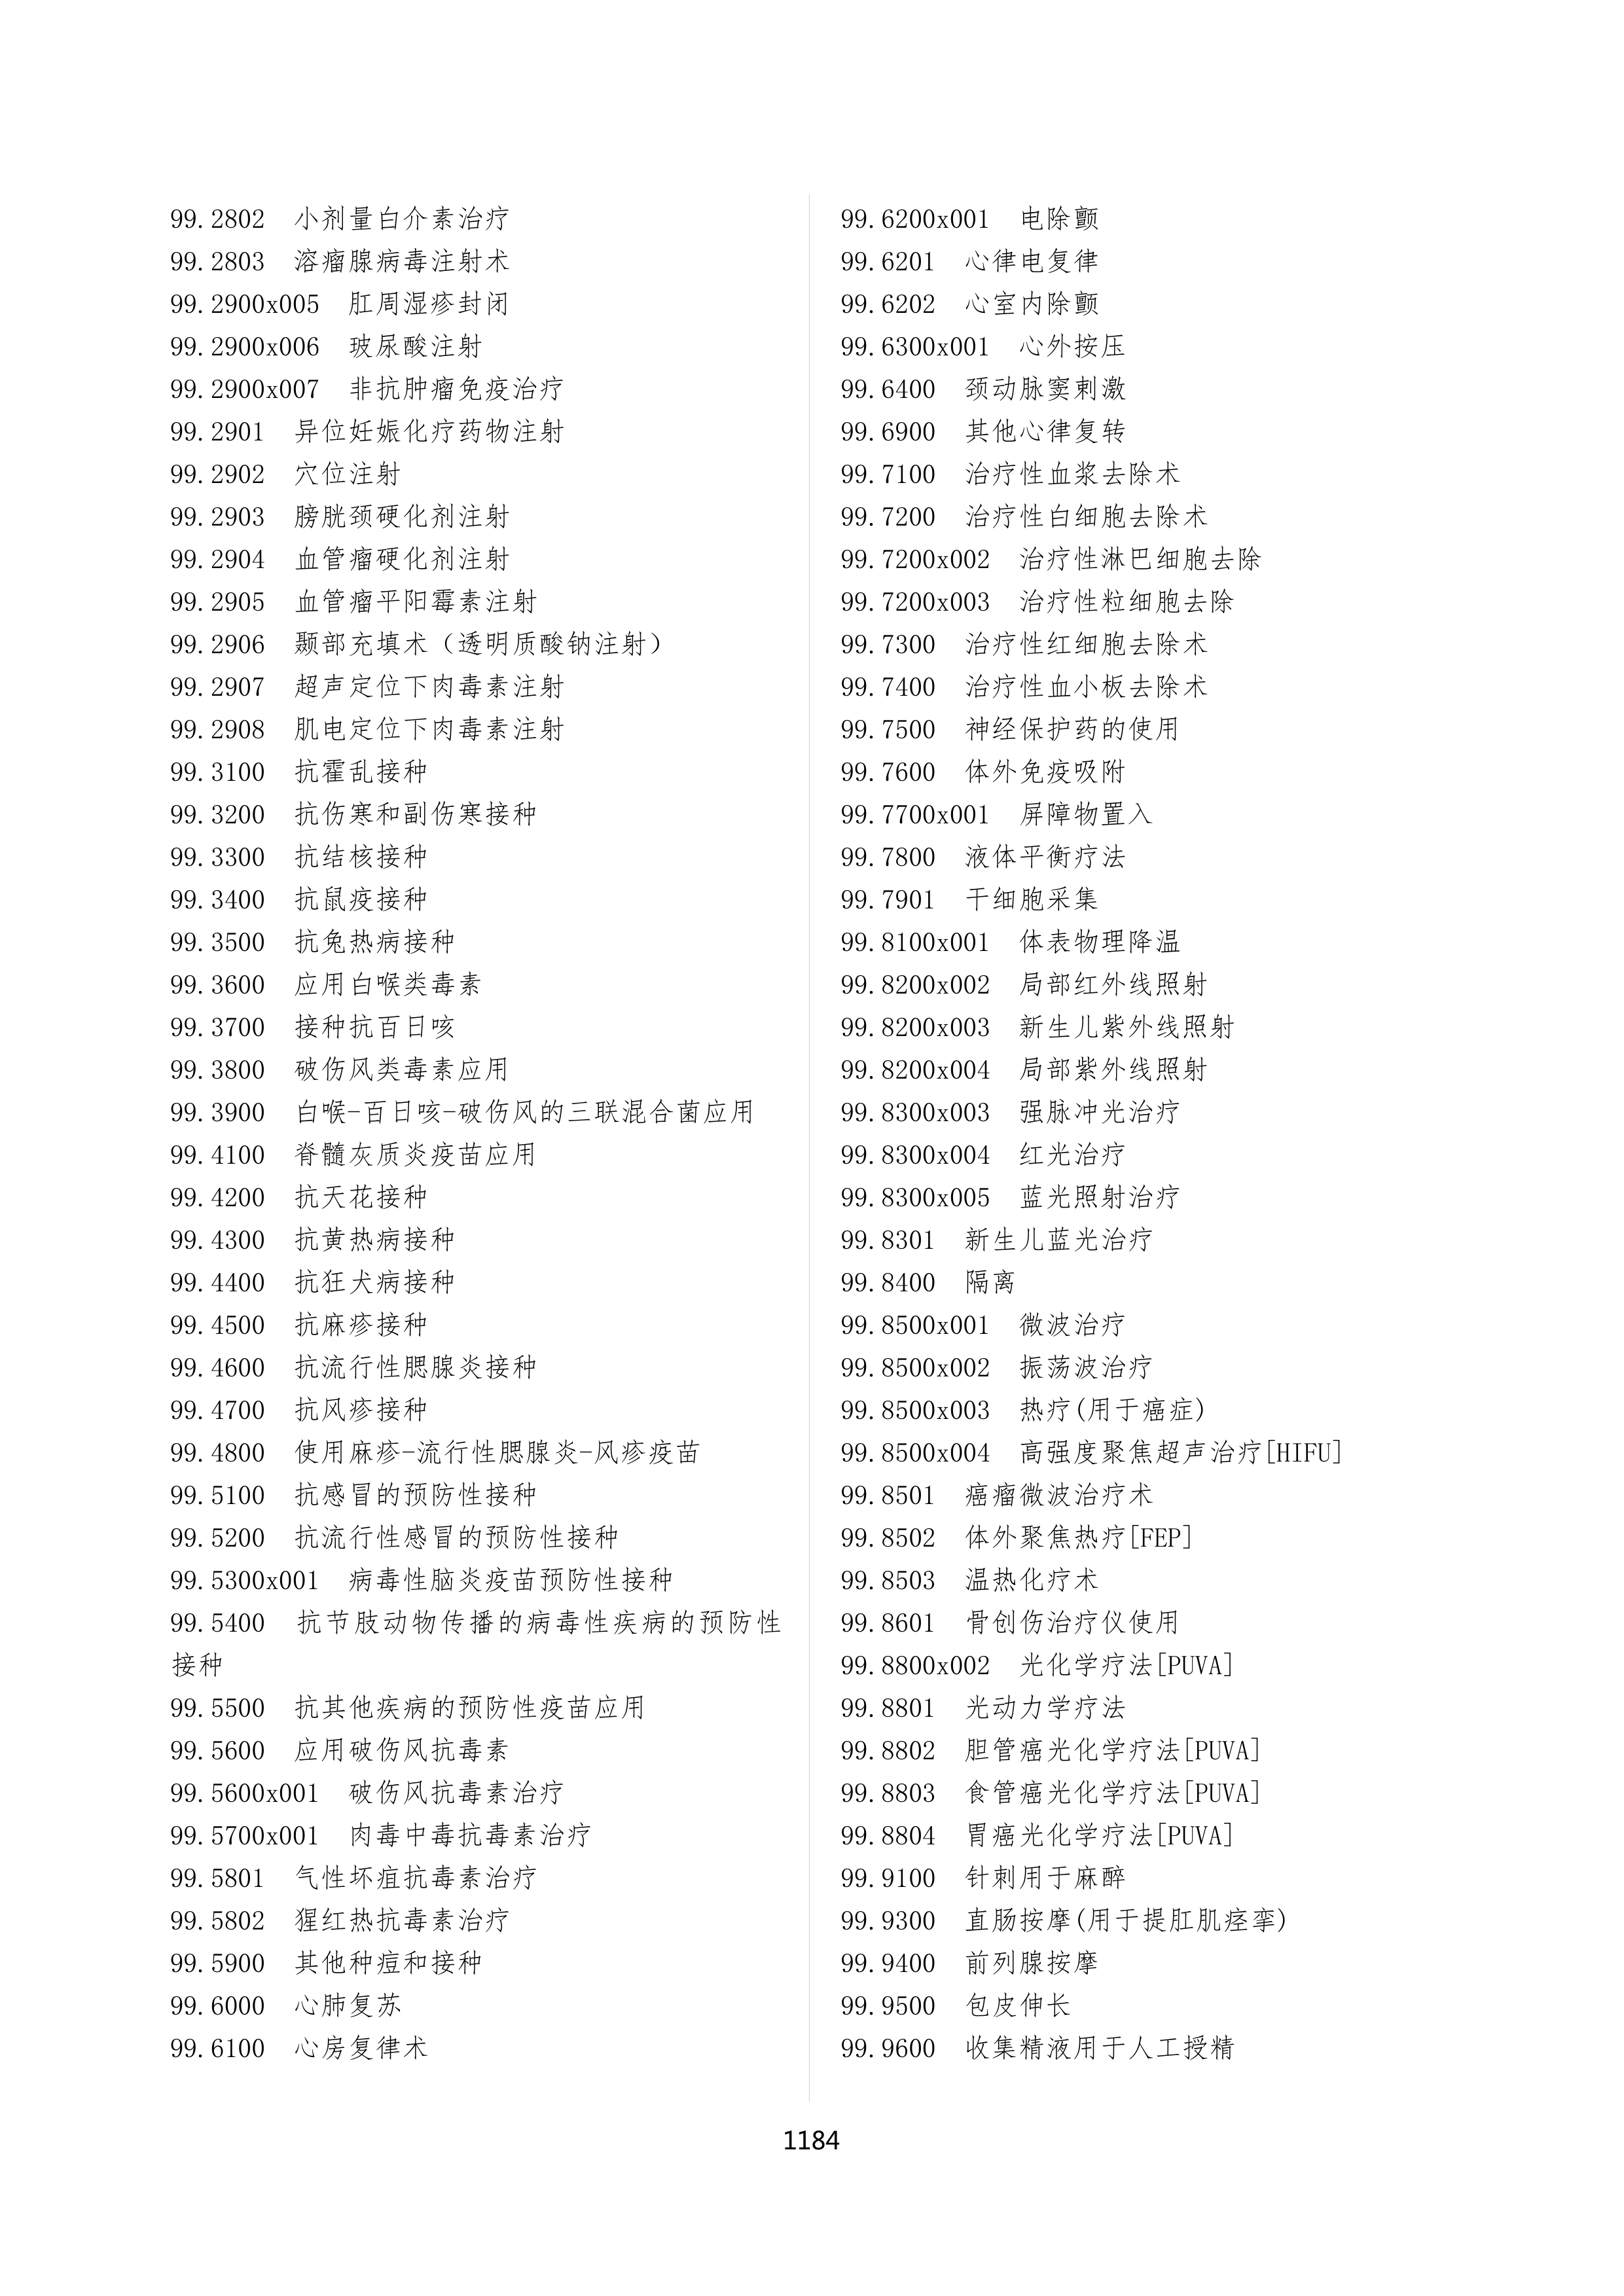 99.2802 小剂量白介素治疗
99.2803 溶瘤腺病毒注射术
99.2900x005 肛周湿疹封闭
99.2900x006 玻尿酸注射
99.2900x007 非抗肿瘤免疫治疗
99.2901 异位妊娠化疗药物注射
99.2902 穴位注射
99.2903 膀胱颈硬化剂注射
99.2904 血管瘤硬化剂注射
99.2905 血管瘤平阳霉素注射
99.2906 颞部充填术（透明质酸钠注射）
99.2907 超声定位下肉毒素注射
99.2908 肌电定位下肉毒素注射
99.3100 抗霍乱接种
99.3200 抗伤寒和副伤寒接种
99.3300 抗结核接种
99.3400 抗鼠疫接种
99.3500 抗兔热病接种
99.3600 应用白喉类毒素
99.3700 接种抗百日咳
99.3800 破伤风类毒素应用
99.3900 白喉-百日咳-破伤风的三联混合菌应用
99.4100 脊髓灰质炎疫苗应用
99.4200 抗天花接种
99.4300 抗黄热病接种
99.4400 抗狂犬病接种
99.4500 抗麻疹接种
99.4600 抗流行性腮腺炎接种
99.4700 抗风疹接种
99.4800 使用麻疹-流行性腮腺炎-风疹疫苗
99.5100 抗感冒的预防性接种
99.5200 抗流行性感冒的预防性接种
99.5300x001 病毒性脑炎疫苗预防性接种
99.5400 抗节肢动物传播的病毒性疾病的预防性
接种
99.5500 抗其他疾病的预防性疫苗应用
99.5600 应用破伤风抗毒素
99.5600x001 破伤风抗毒素治疗
99.5700x001 肉毒中毒抗毒素治疗
99.5801 气性坏疽抗毒素治疗
99.5802 猩红热抗毒素治疗
99.5900 其他种痘和接种
99.6000 心肺复苏
99.6100 心房复律术
99.6200x001 电除颤
99.6201 心律电复律
99.6202 心室内除颤
99.6300x001 心外按压
99.6400 颈动脉窦刺激
99.6900 其他心律复转
99.7100 治疗性血浆去除术
99.7200 治疗性白细胞去除术
99.7200x002 治疗性淋巴细胞去除
99.7200x003 治疗性粒细胞去除
99.7300 治疗性红细胞去除术
99.7400 治疗性血小板去除术
99.7500 神经保护药的使用
99.7600 体外免疫吸附
99.7700x001 屏障物置入
99.7800 液体平衡疗法
99.7901 干细胞采集
99.8100x001 体表物理降温
99.8200x002 局部红外线照射
99.8200x003 新生儿紫外线照射
99.8200x004 局部紫外线照射
99.8300x003 强脉冲光治疗
99.8300x004 红光治疗
99.8300x005 蓝光照射治疗
99.8301 新生儿蓝光治疗
99.8400 隔离
99.8500x001 微波治疗
99.8500x002 振荡波治疗
99.8500x003 热疗(用于癌症)
99.8500x004 高强度聚焦超声治疗[HIFU]
99.8501 癌瘤微波治疗术
99.8502 体外聚焦热疗[FEP]
99.8503 温热化疗术
99.8601 骨创伤治疗仪使用
99.8800x002 光化学疗法[PUVA]
99.8801 光动力学疗法
99.8802 胆管癌光化学疗法[PUVA]
99.8803 食管癌光化学疗法[PUVA]
99.8804 胃癌光化学疗法[PUVA]
99.9100 针刺用于麻醉
99.9300 直肠按摩(用于提肛肌痉挛)
99.9400 前列腺按摩
99.9500 包皮伸长
99.9600 收集精液用于人工授精
1184